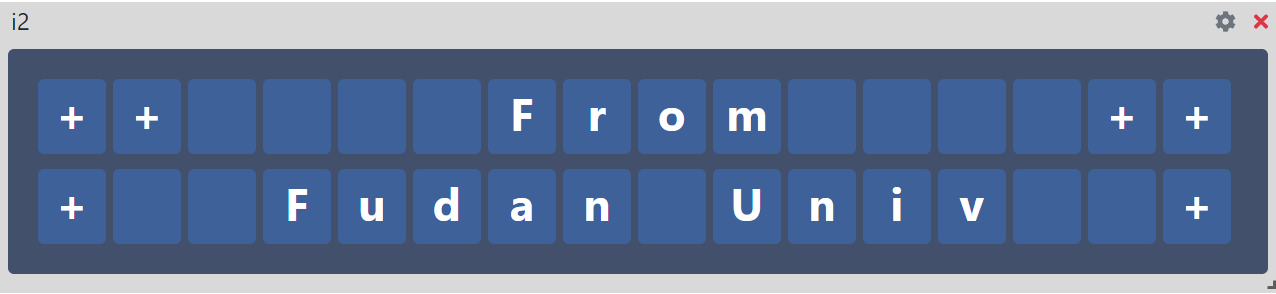 i2
++    From    ++
+  Fudan Univ  +